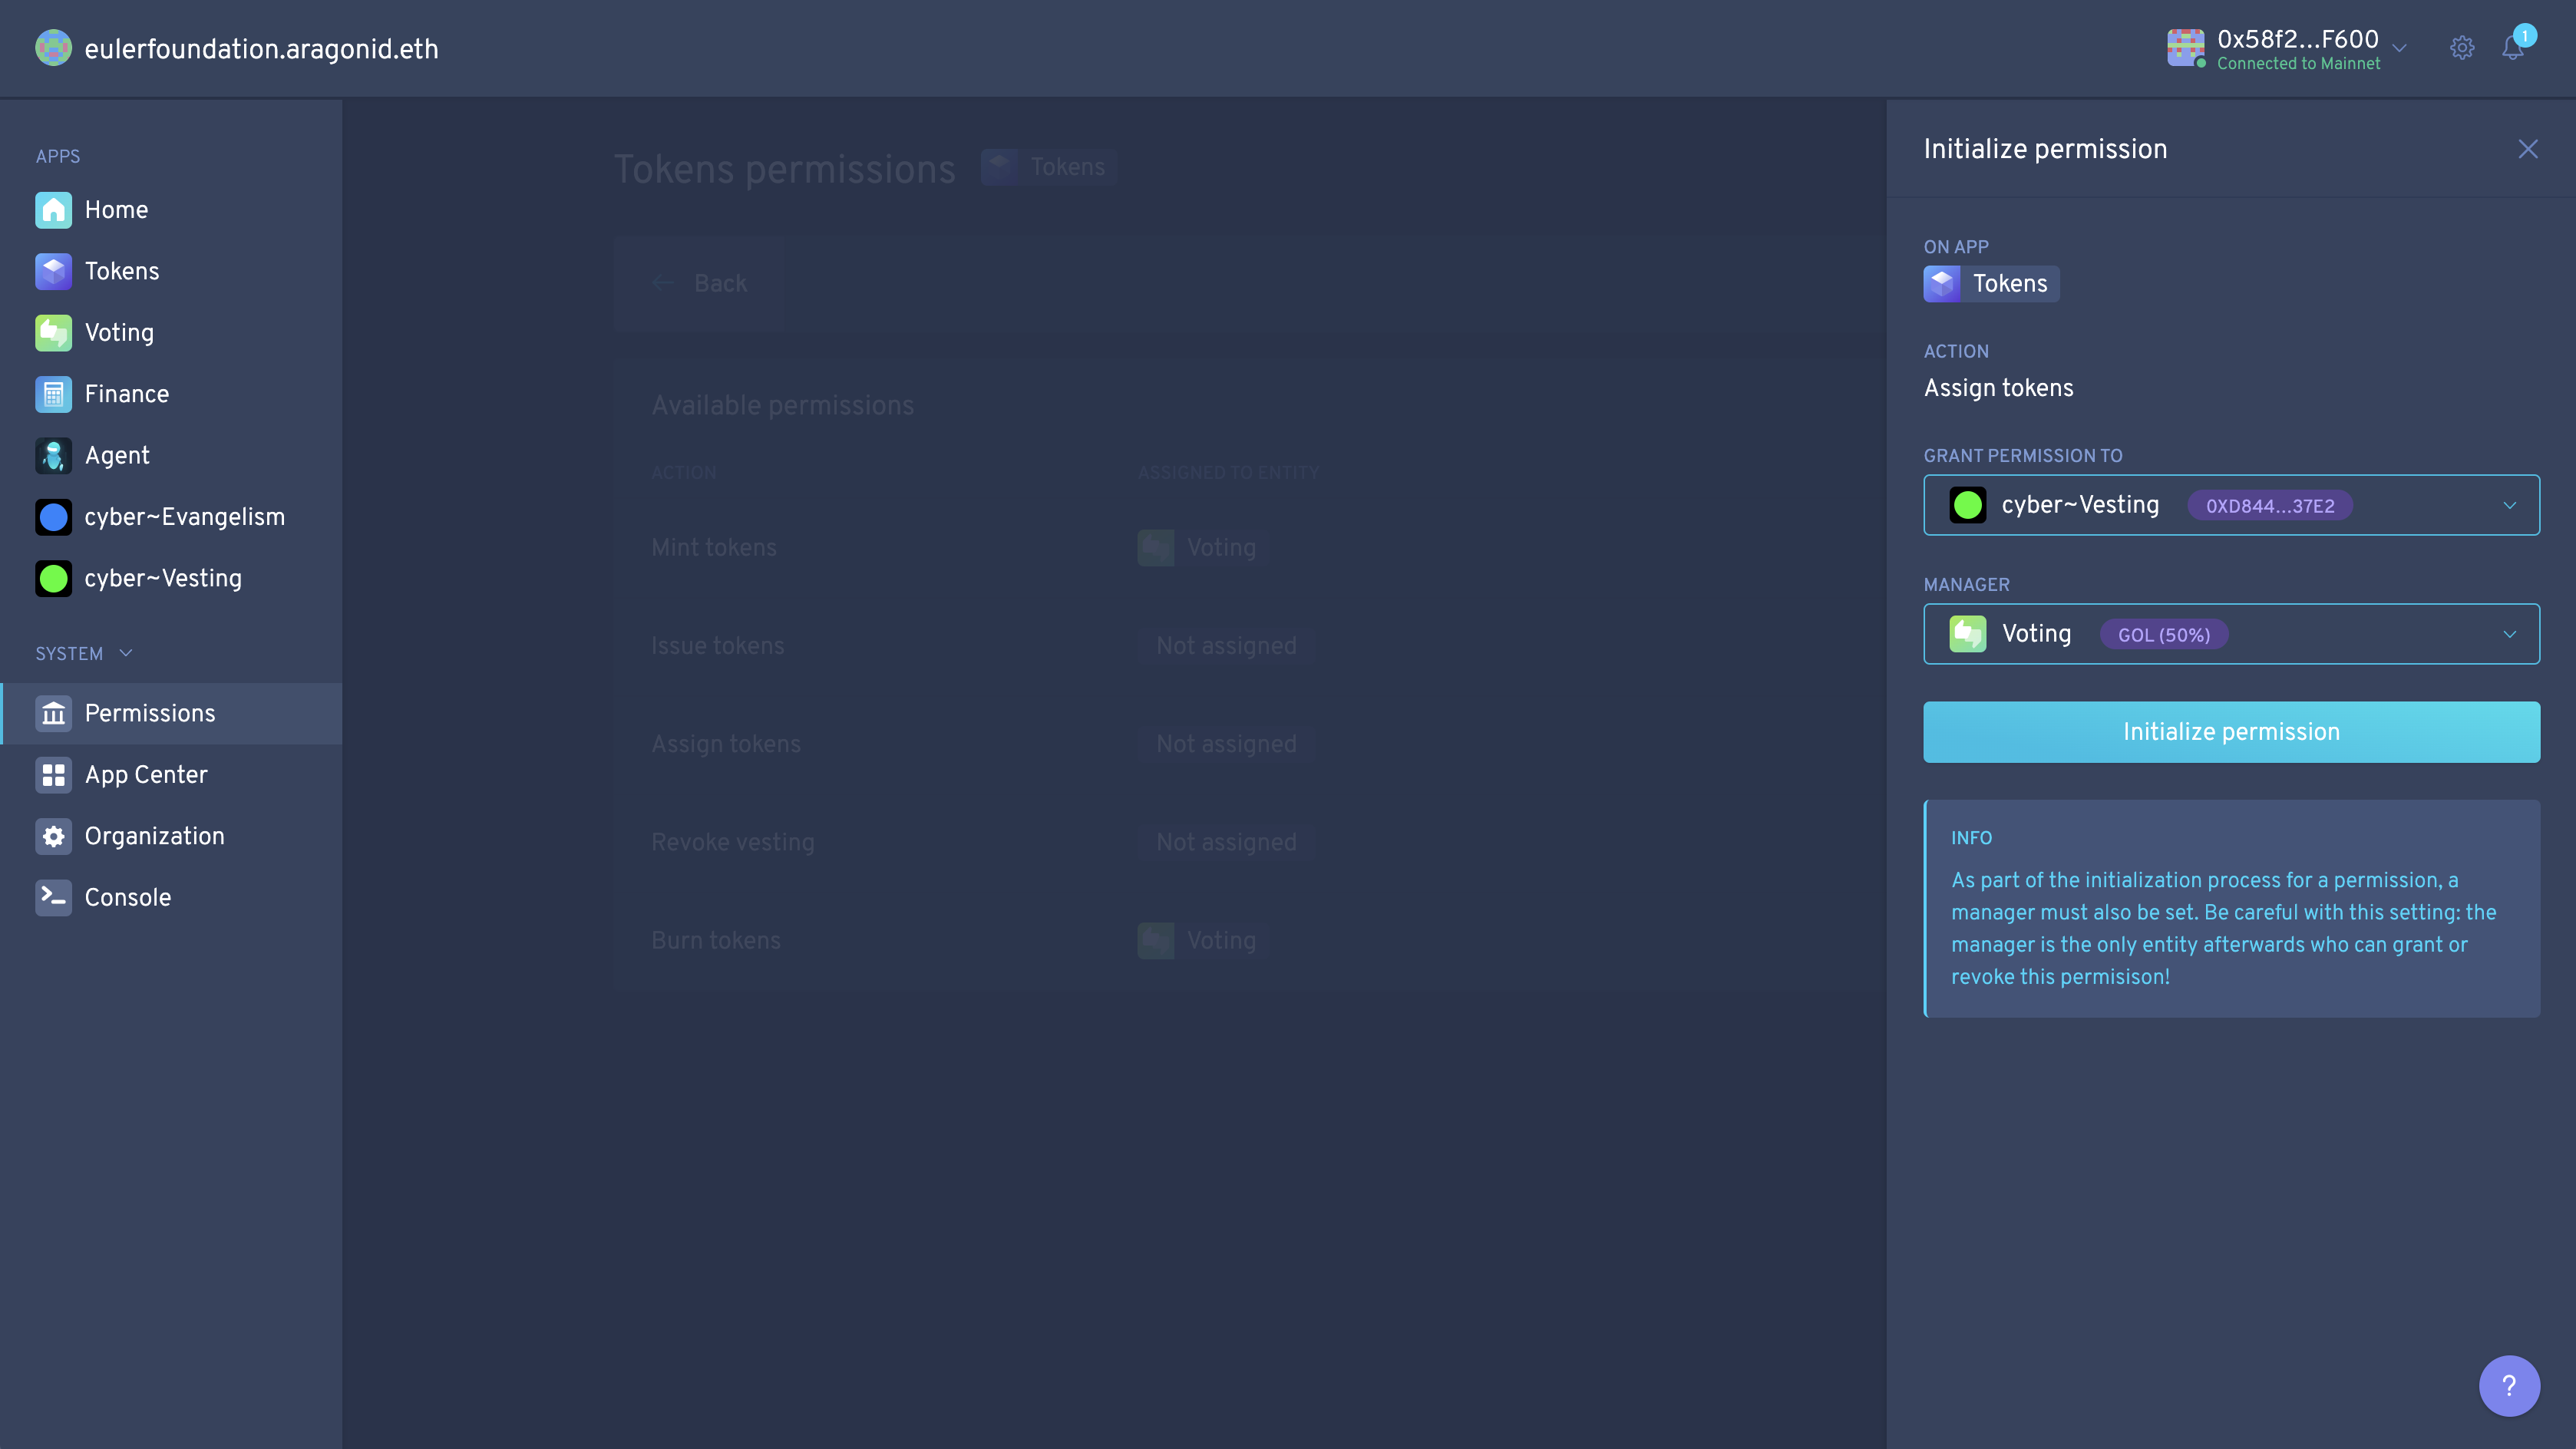 eulerfoundation.aragonid.eth
0x58f2...F600
Connected to Mainnet
1
APPS
Home
Tokens
Voting
Finance
Agent
cyber~Evangelism
cyber~Vesting
SYSTEM
Permissions
App Center
Organization
Console
Tokens permissions
Tokens
Back
Available permissions
ACTION
ASSIGNED TO ENTITY
Mint tokens
Voting
Issue tokens
Not assigned
Assign tokens
Not assigned
Revoke vesting
Not assigned
Burn tokens
Voting
Initialize permission
ON APP
Tokens
ACTION
Assign tokens
GRANT PERMISSION TO
cyber~Vesting 0XD844...37E2
MANAGER
Voting GOL (50%)
Initialize permission
INFO
As part of the initialization process for a permission, a
manager must also be set. Be careful with this setting: the
manager is the only entity afterwards who can grant or
revoke this permisison!
?